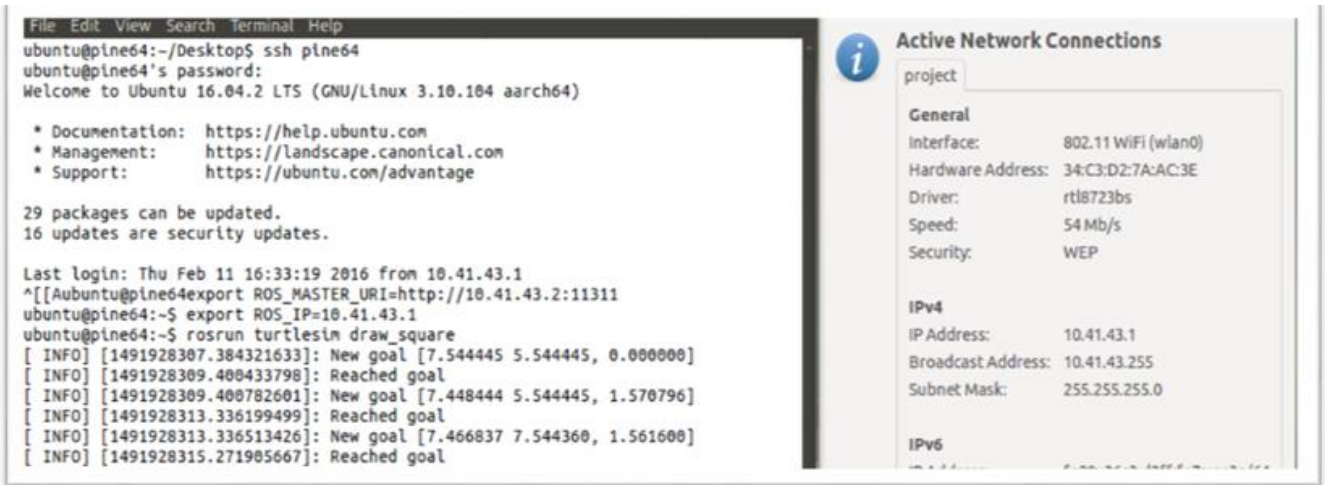 File Edit View Search Terminal Help
ubuntu@pine64:~/Desktop$ ssh pine64
ubuntu@pine64's password:
Welcome to Ubuntu 16.04.2 LTS (GNU/Linux 3.10.104 aarch64)
* Documentation: https://help.ubuntu.com
* Management: https://landscape.canonical.com
* Support: https://ubuntu.com/advantage
29 packages can be updated.
16 updates are security updates.
Last login: Thu Feb 11 16:33:19 2016 from 10.41.43.1
^[[Aubuntu@pine64export ROS_MASTER_URI=http://10.41.43.2:11311
ubuntu@pine64:~$ export ROS_IP=10.41.43.1
ubuntu@pine64:~$ rosrun turtlesim draw_square
[ INFO] [1491928307.384321633]: New goal [7.544445 5.544445, 0.000000]
[ INFO] [1491928309.400433798]: Reached goal
[ INFO] [1491928309.400782601]: New goal [7.448444 5.544445, 1.570796]
[ INFO] [1491928313.336199499]: Reached goal
[ INFO] [1491928313.336513426]: New goal [7.466837 7.544360, 1.561600]
[ INFO] [1491928315.271905667]: Reached goal
Active Network Connections
project
General
Interface: 802.11 WiFi (wlan0)
Hardware Address: 34:C3:D2:7A:AC:3E
Driver: rtl8723bs
Speed: 54 Mb/s
Security: WEP
IPv4
IP Address: 10.41.43.1
Broadcast Address: 10.41.43.255
Subnet Mask: 255.255.255.0
IPv6